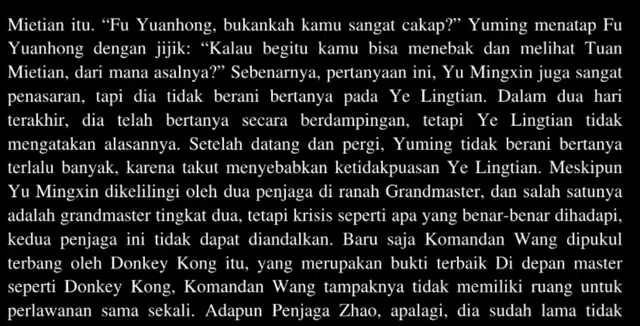 Mietian itu. “Fu Yuanhong, bukankah kamu sangat cakap?” Yuming menatap Fu
Yuanhong dengan jijik: “Kalau begitu kamu bisa menebak dan melihat Tuan
Mietian, dari mana asalnya?” Sebenarnya, pertanyaan ini, Yu Mingxin juga sangat
penasaran, tapi dia tidak berani bertanya pada Ye Lingtian. Dalam dua hari
terakhir, dia telah bertanya secara berdampingan, tetapi Ye Lingtian tidak
mengatakan alasannya. Setelah datang dan pergi, Yuming tidak berani bertanya
terlalu banyak, karena takut menyebabkan ketidakpuasan Ye Lingtian. Meskipun
Yu Mingxin dikelilingi oleh dua penjaga di ranah Grandmaster, dan salah satunya
adalah grandmaster tingkat dua, tetapi krisis seperti apa yang benar-benar dihadapi,
kedua penjaga ini tidak dapat diandalkan. Baru saja Komandan Wang dipukul
terbang oleh Donkey Kong itu, yang merupakan bukti terbaik Di depan master
seperti Donkey Kong, Komandan Wang tampaknya tidak memiliki ruang untuk
perlawanan sama sekali. Adapun Penjaga Zhao, apalagi, dia sudah lama tidak